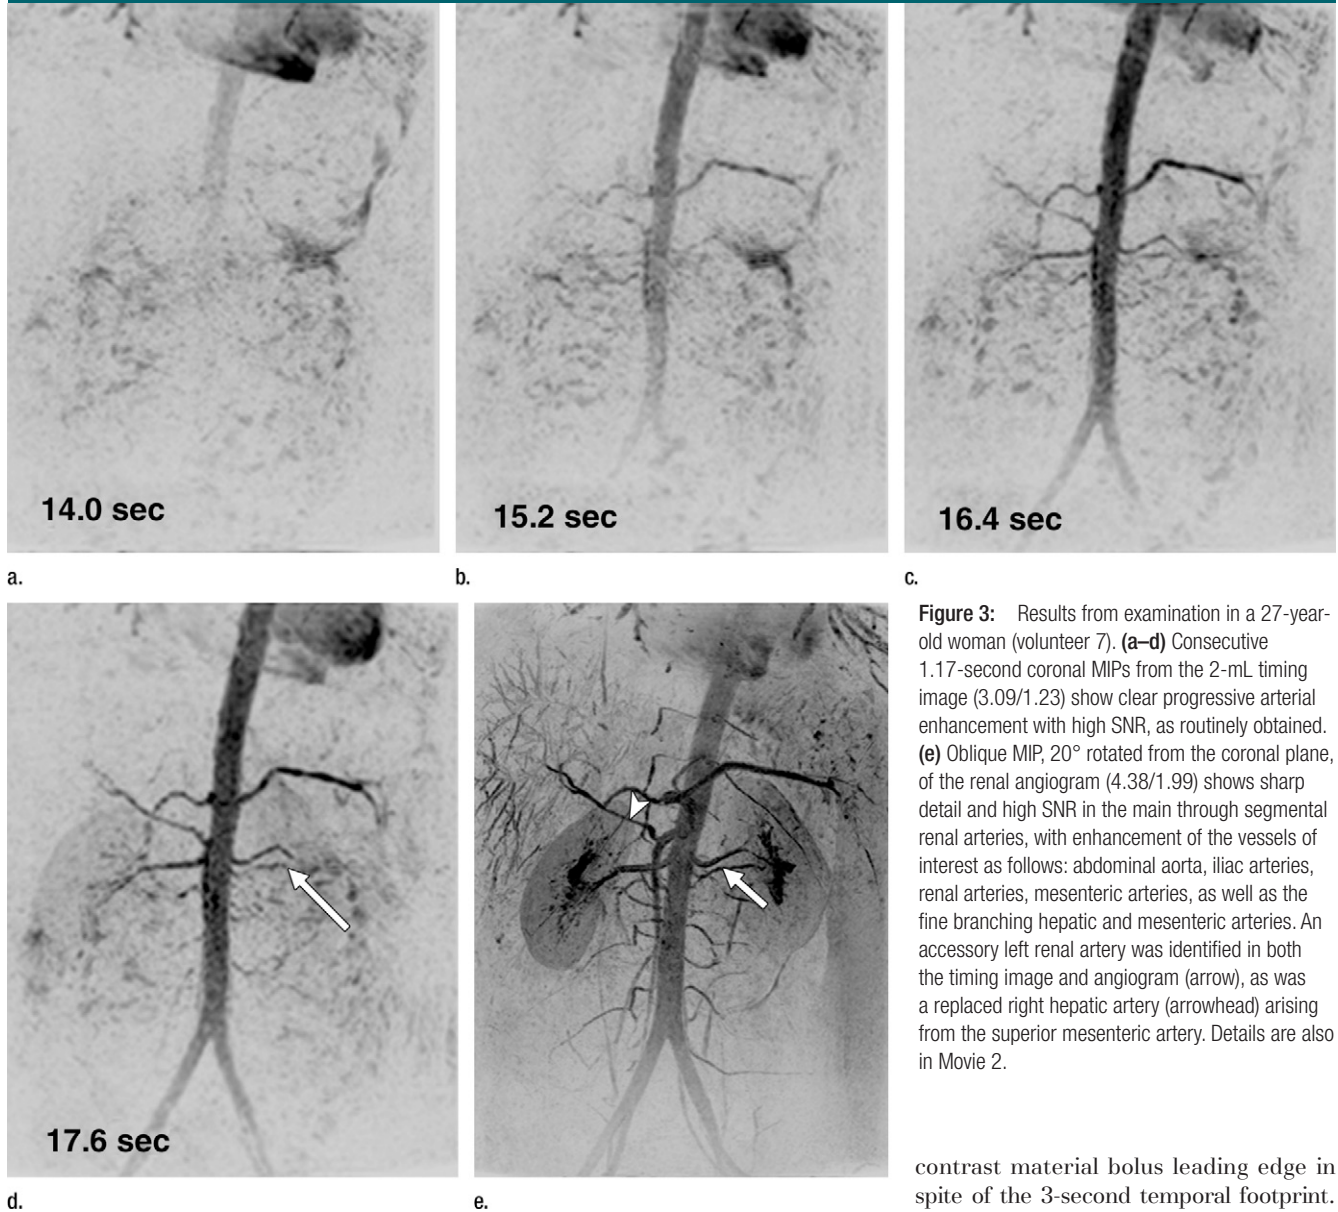 14.0 sec
15.2 sec
16.4 sec
a.
b.
c.
17.6 sec
d.
e.
Figure 3: Results from examination in a 27-year-
old woman (volunteer 7). (a–d) Consecutive
1.17-second coronal MIPs from the 2-mL timing
image (3.09/1.23) show clear progressive arterial
enhancement with high SNR, as routinely obtained.
(e) Oblique MIP, 20° rotated from the coronal plane,
of the renal angiogram (4.38/1.99) shows sharp
detail and high SNR in the main through segmental
renal arteries, with enhancement of the vessels of
interest as follows: abdominal aorta, iliac arteries,
renal arteries, mesenteric arteries, as well as the
fine branching hepatic and mesenteric arteries. An
accessory left renal artery was identified in both
the timing image and angiogram (arrow), as was
a replaced right hepatic artery (arrowhead) arising
from the superior mesenteric artery. Details are also
in Movie 2.
contrast material bolus leading edge in
spite of the 3-second temporal footprint.